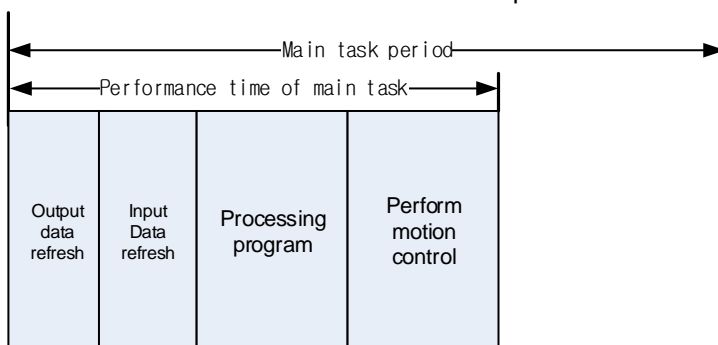 Main task period
Performance time of main task
Output
data
refresh
Input
Data
refresh
Processing
program
Perform
motion
control